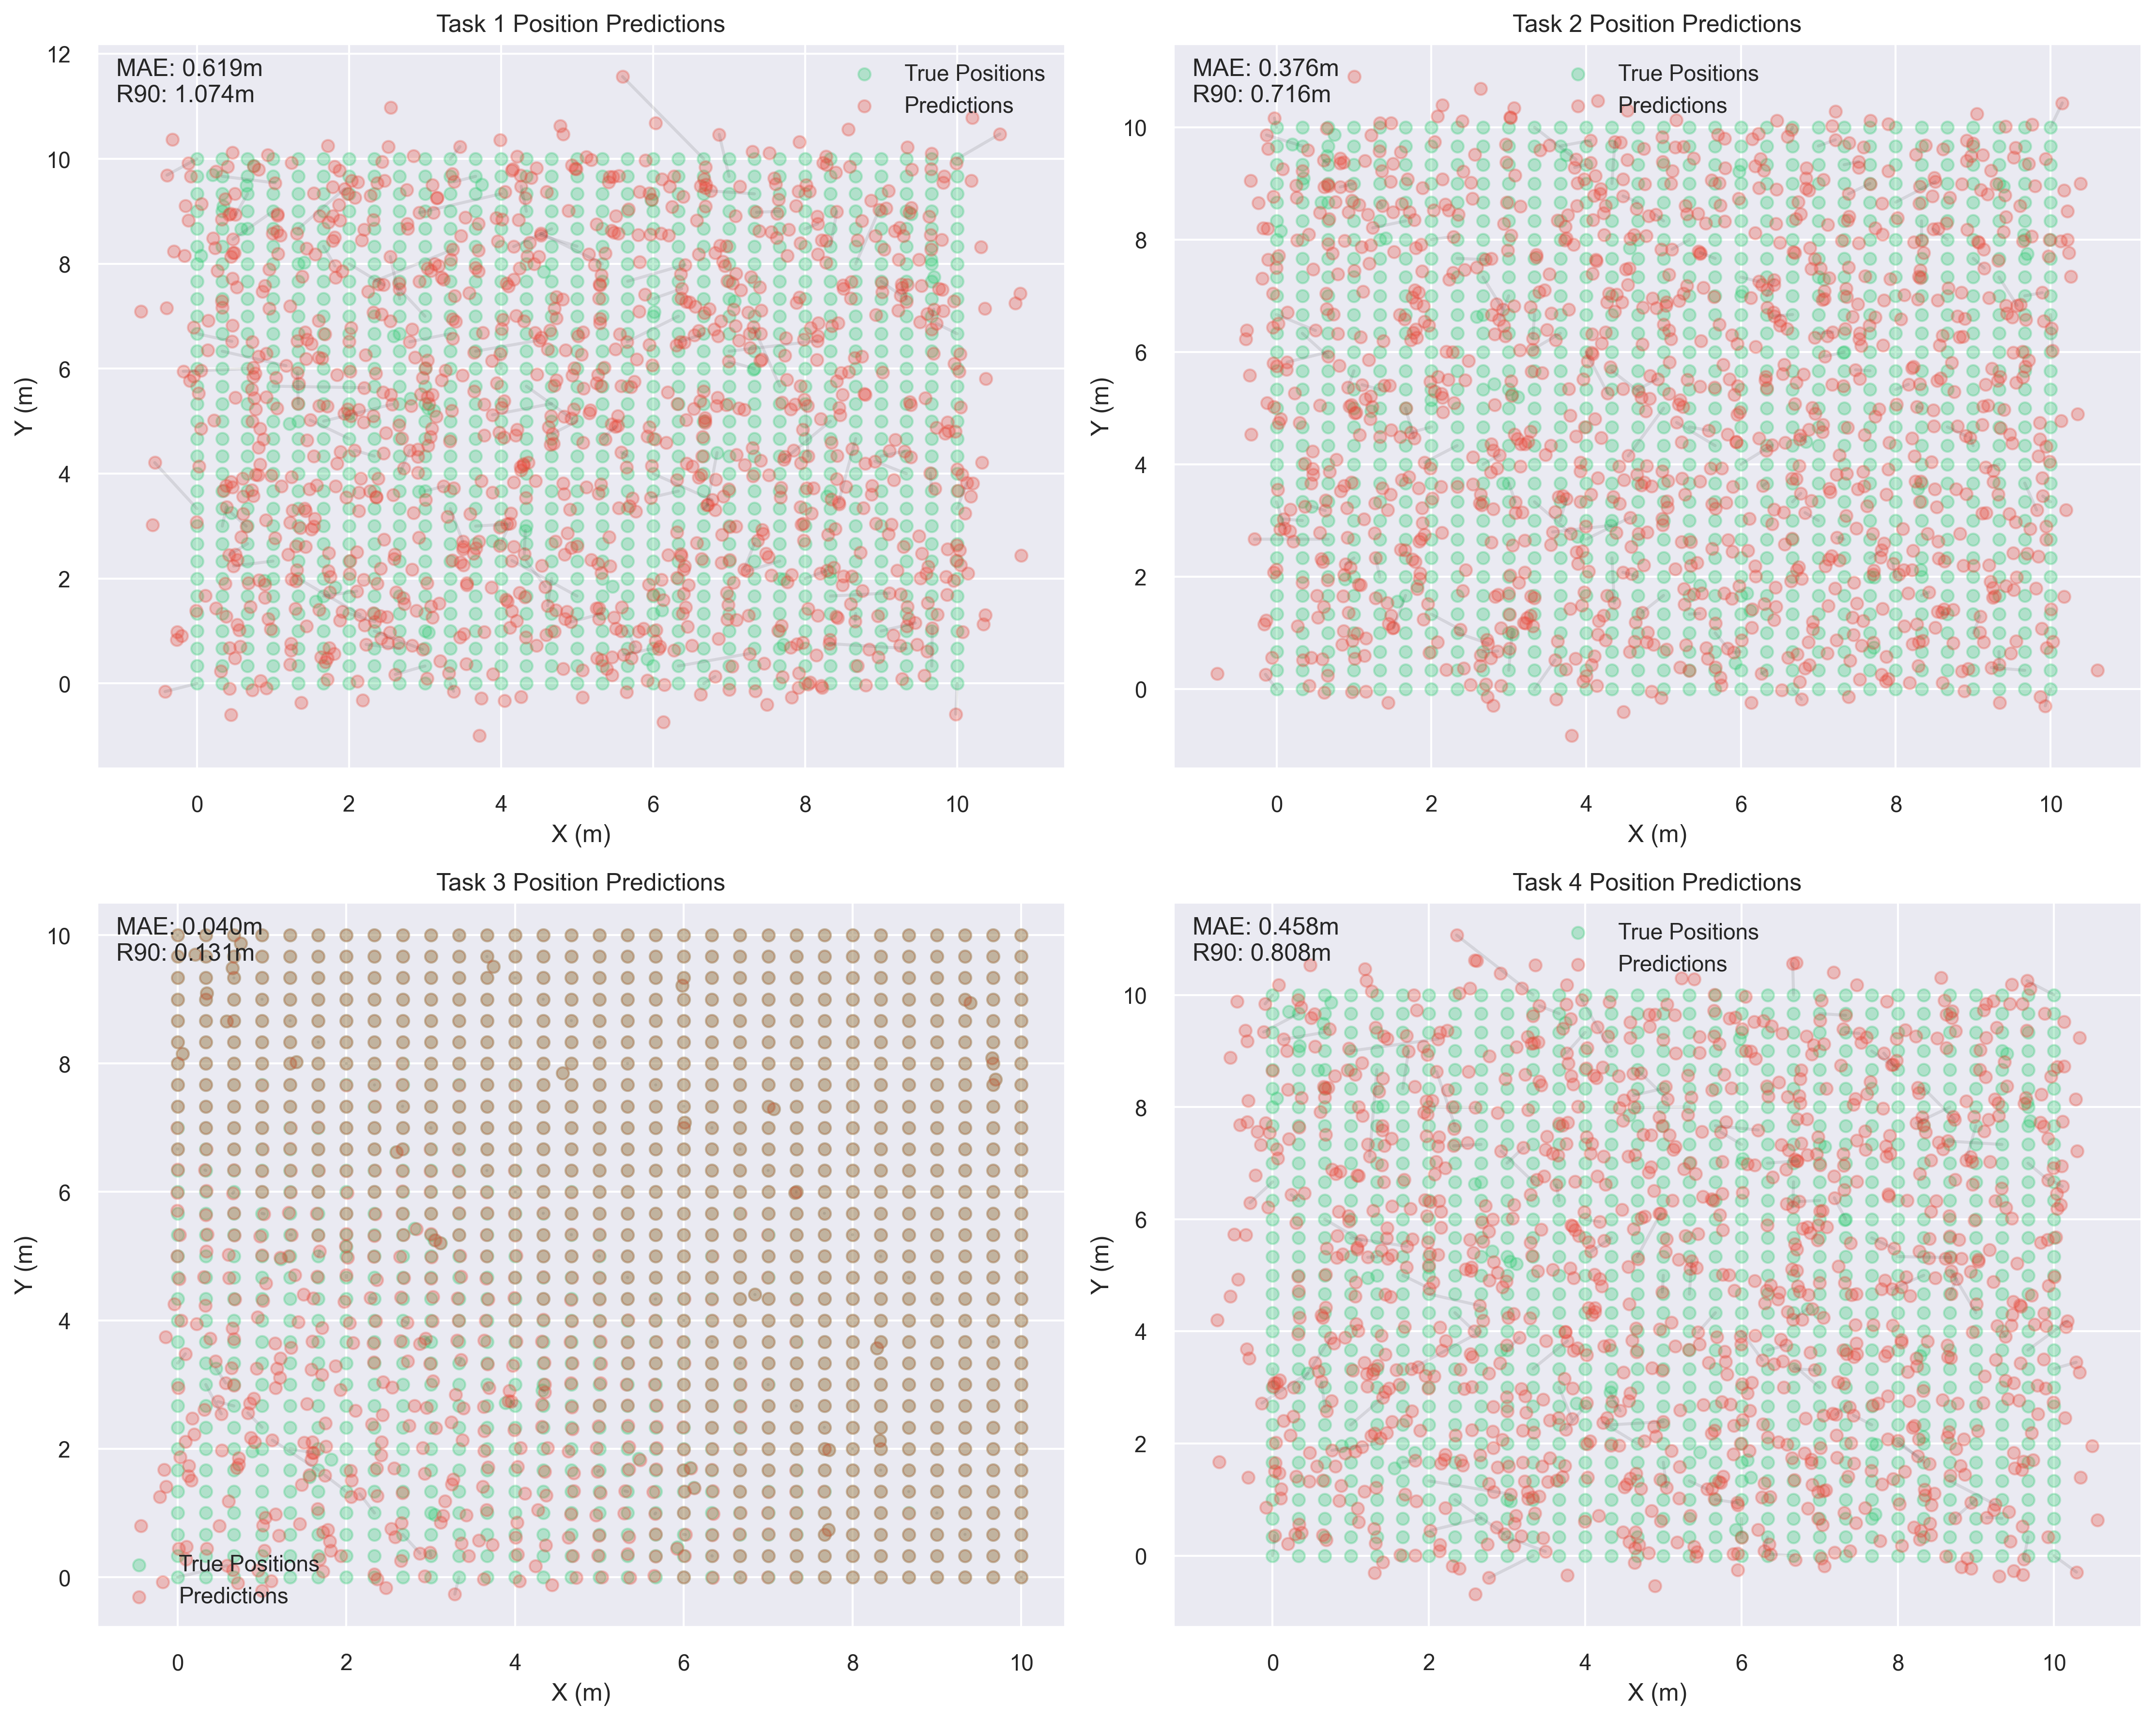 Task 1 Position Predictions
MAE: 0.619m
R90: 1.074m
True Positions
Predictions
12
10
8
6
4
2
0
Y (m)
0 2 4 6 8 10
X (m)
Task 2 Position Predictions
MAE: 0.376m
R90: 0.716m
True Positions
Predictions
10
8
6
4
2
0
Y (m)
0 2 4 6 8 10
X (m)
Task 3 Position Predictions
MAE: 0.040m
R90: 0.131m
10
8
6
4
2
0
Y (m)
True Positions
Predictions
0 2 4 6 8 10
X (m)
Task 4 Position Predictions
MAE: 0.458m
R90: 0.808m
True Positions
Predictions
10
8
6
4
2
0
Y (m)
0 2 4 6 8 10
X (m)